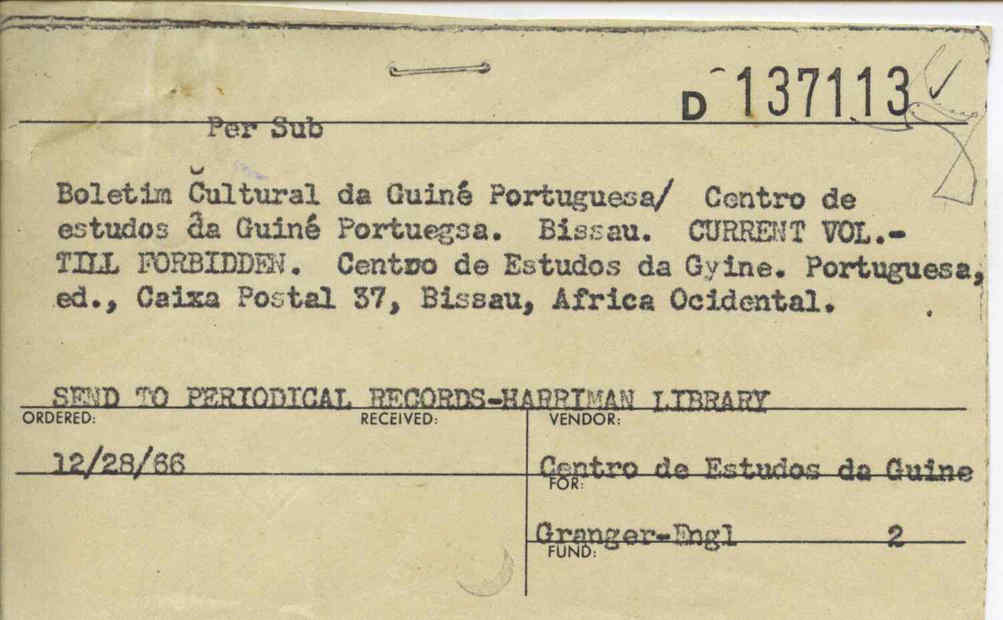 D 137113
Per Sub
Boletim Cultural da Guiné Portuguesa/ Centro de
estudos da Guiné Portuegsa. Bissau. CURRENT VOL.-
TILL FORBIDDEN. Centro de Estudos da Gyine. Portuguesa,
ed., Caixa Postal 37, Bissau, Africa Ocidental.
SEND TO PERIODICAL RECORDS-HARRIMAN LIBRARY
ORDERED: RECEIVED: VENDOR:
12/28/66 Centro de Estudos da Guine
FOR:
Granger-Engl 2
FUND: